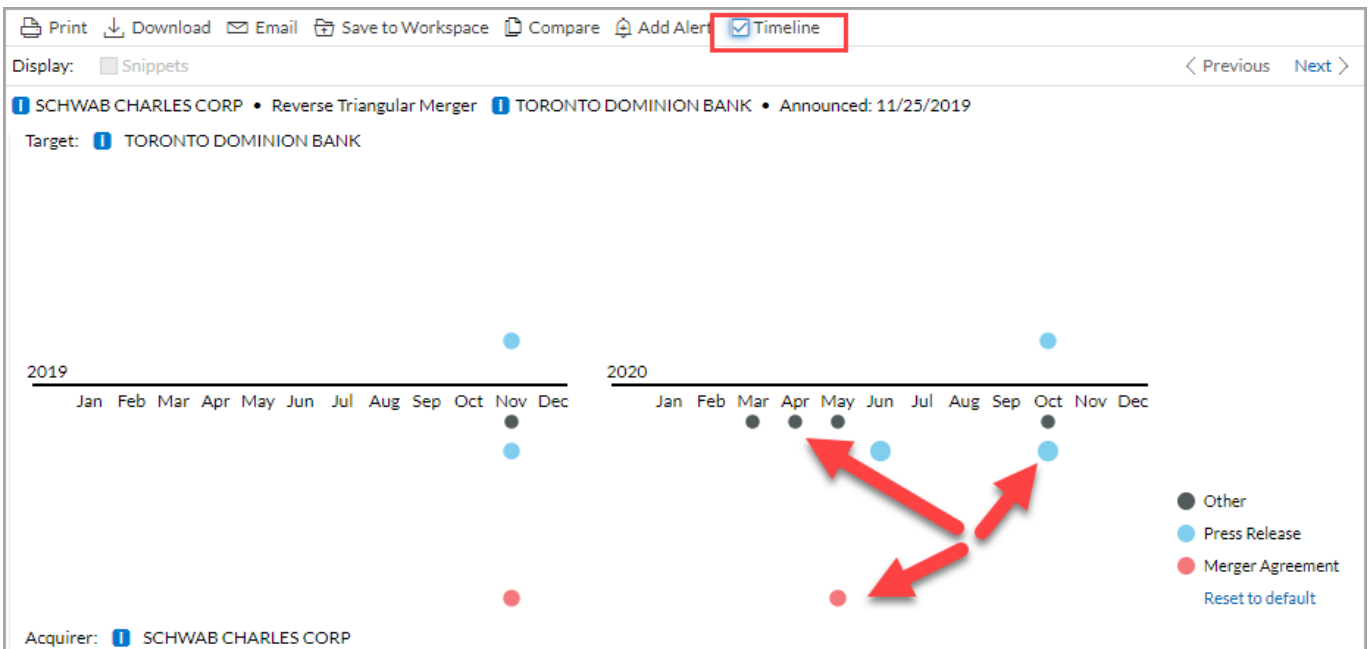 Print Download Email Save to Workspace Compare Add Alert Timeline
Display: Snippets Previous Next
SCHWAB CHARLES CORP • Reverse Triangular Merger TORONTO DOMINION BANK • Announced: 11/25/2019
Target: TORONTO DOMINION BANK
2019 2020
Jan Feb Mar Apr May Jun Jul Aug Sep Oct Nov Dec Jan Feb Mar Apr May Jun Jul Aug Sep Oct Nov Dec
Other
Press Release
Merger Agreement
Reset to default
Acquirer: SCHWAB CHARLES CORP